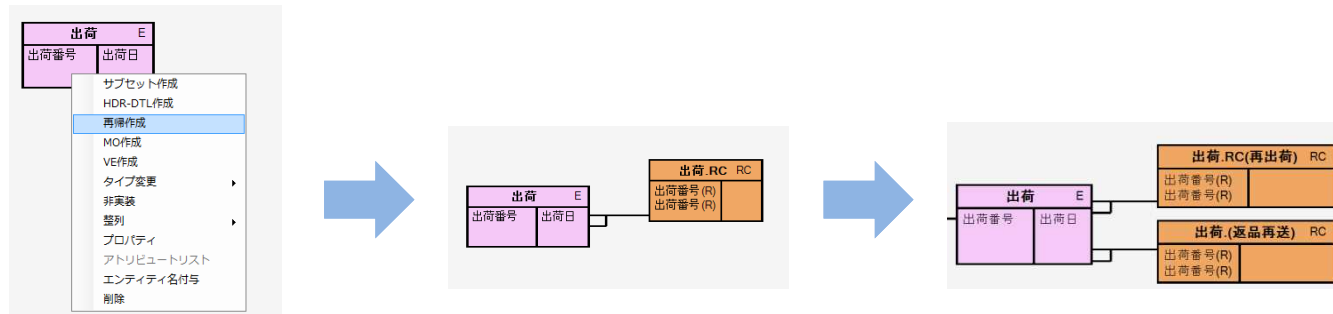 出荷 E
出荷番号 出荷日
サブセット作成
HDR-DTL作成
再帰作成
MO作成
VE作成
タイプ変更
非実装
整列
プロパティ
アトリビュートリスト
エンティティ名付与
削除
出荷 E
出荷番号 出荷日
出荷.RC RC
出荷番号(R)
出荷番号(R)
出荷 E
出荷番号 出荷日
出荷.RC(再出荷) RC
出荷番号(R)
出荷番号(R)
出荷.(返品再送) RC
出荷番号(R)
出荷番号(R)